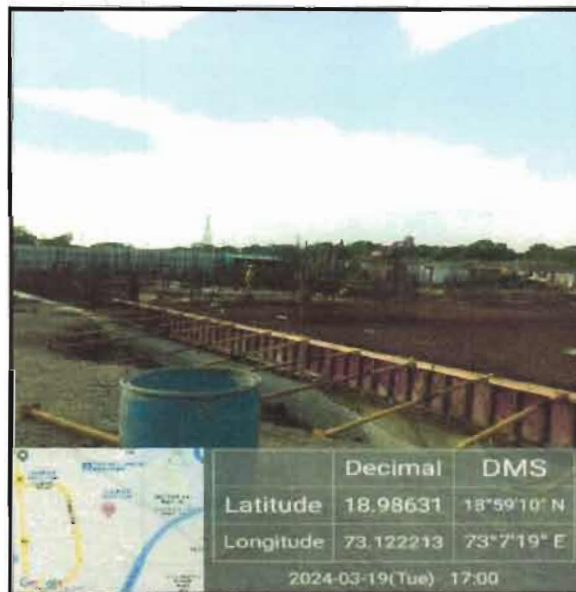 Decimal DMS
Latitude 18.98631 18°59'10" N
Longitude 73.122213 73°7'19" E
2024-03-19(Tue) 17:00
Google